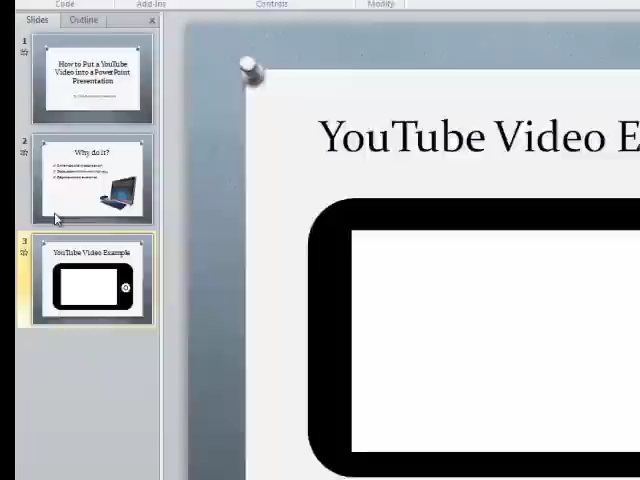 Code
Add-Ins
Controls
Modify
Slides
Outline
x
1
How to Put a YouTube
Video into a PowerPoint
Presentation
2
Why do it?
3
YouTube Video Example
YouTube Video E